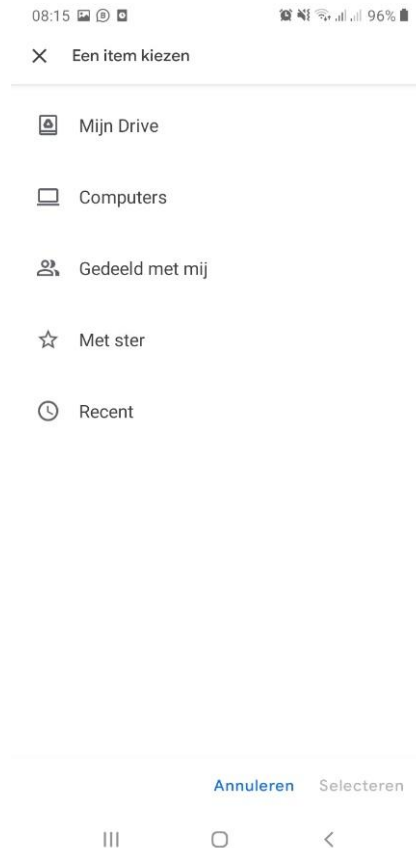 08:15 96%
Een item kiezen
Mijn Drive
Computers
Gedeeld met mij
Met ster
Recent
Annuleren Selecteren